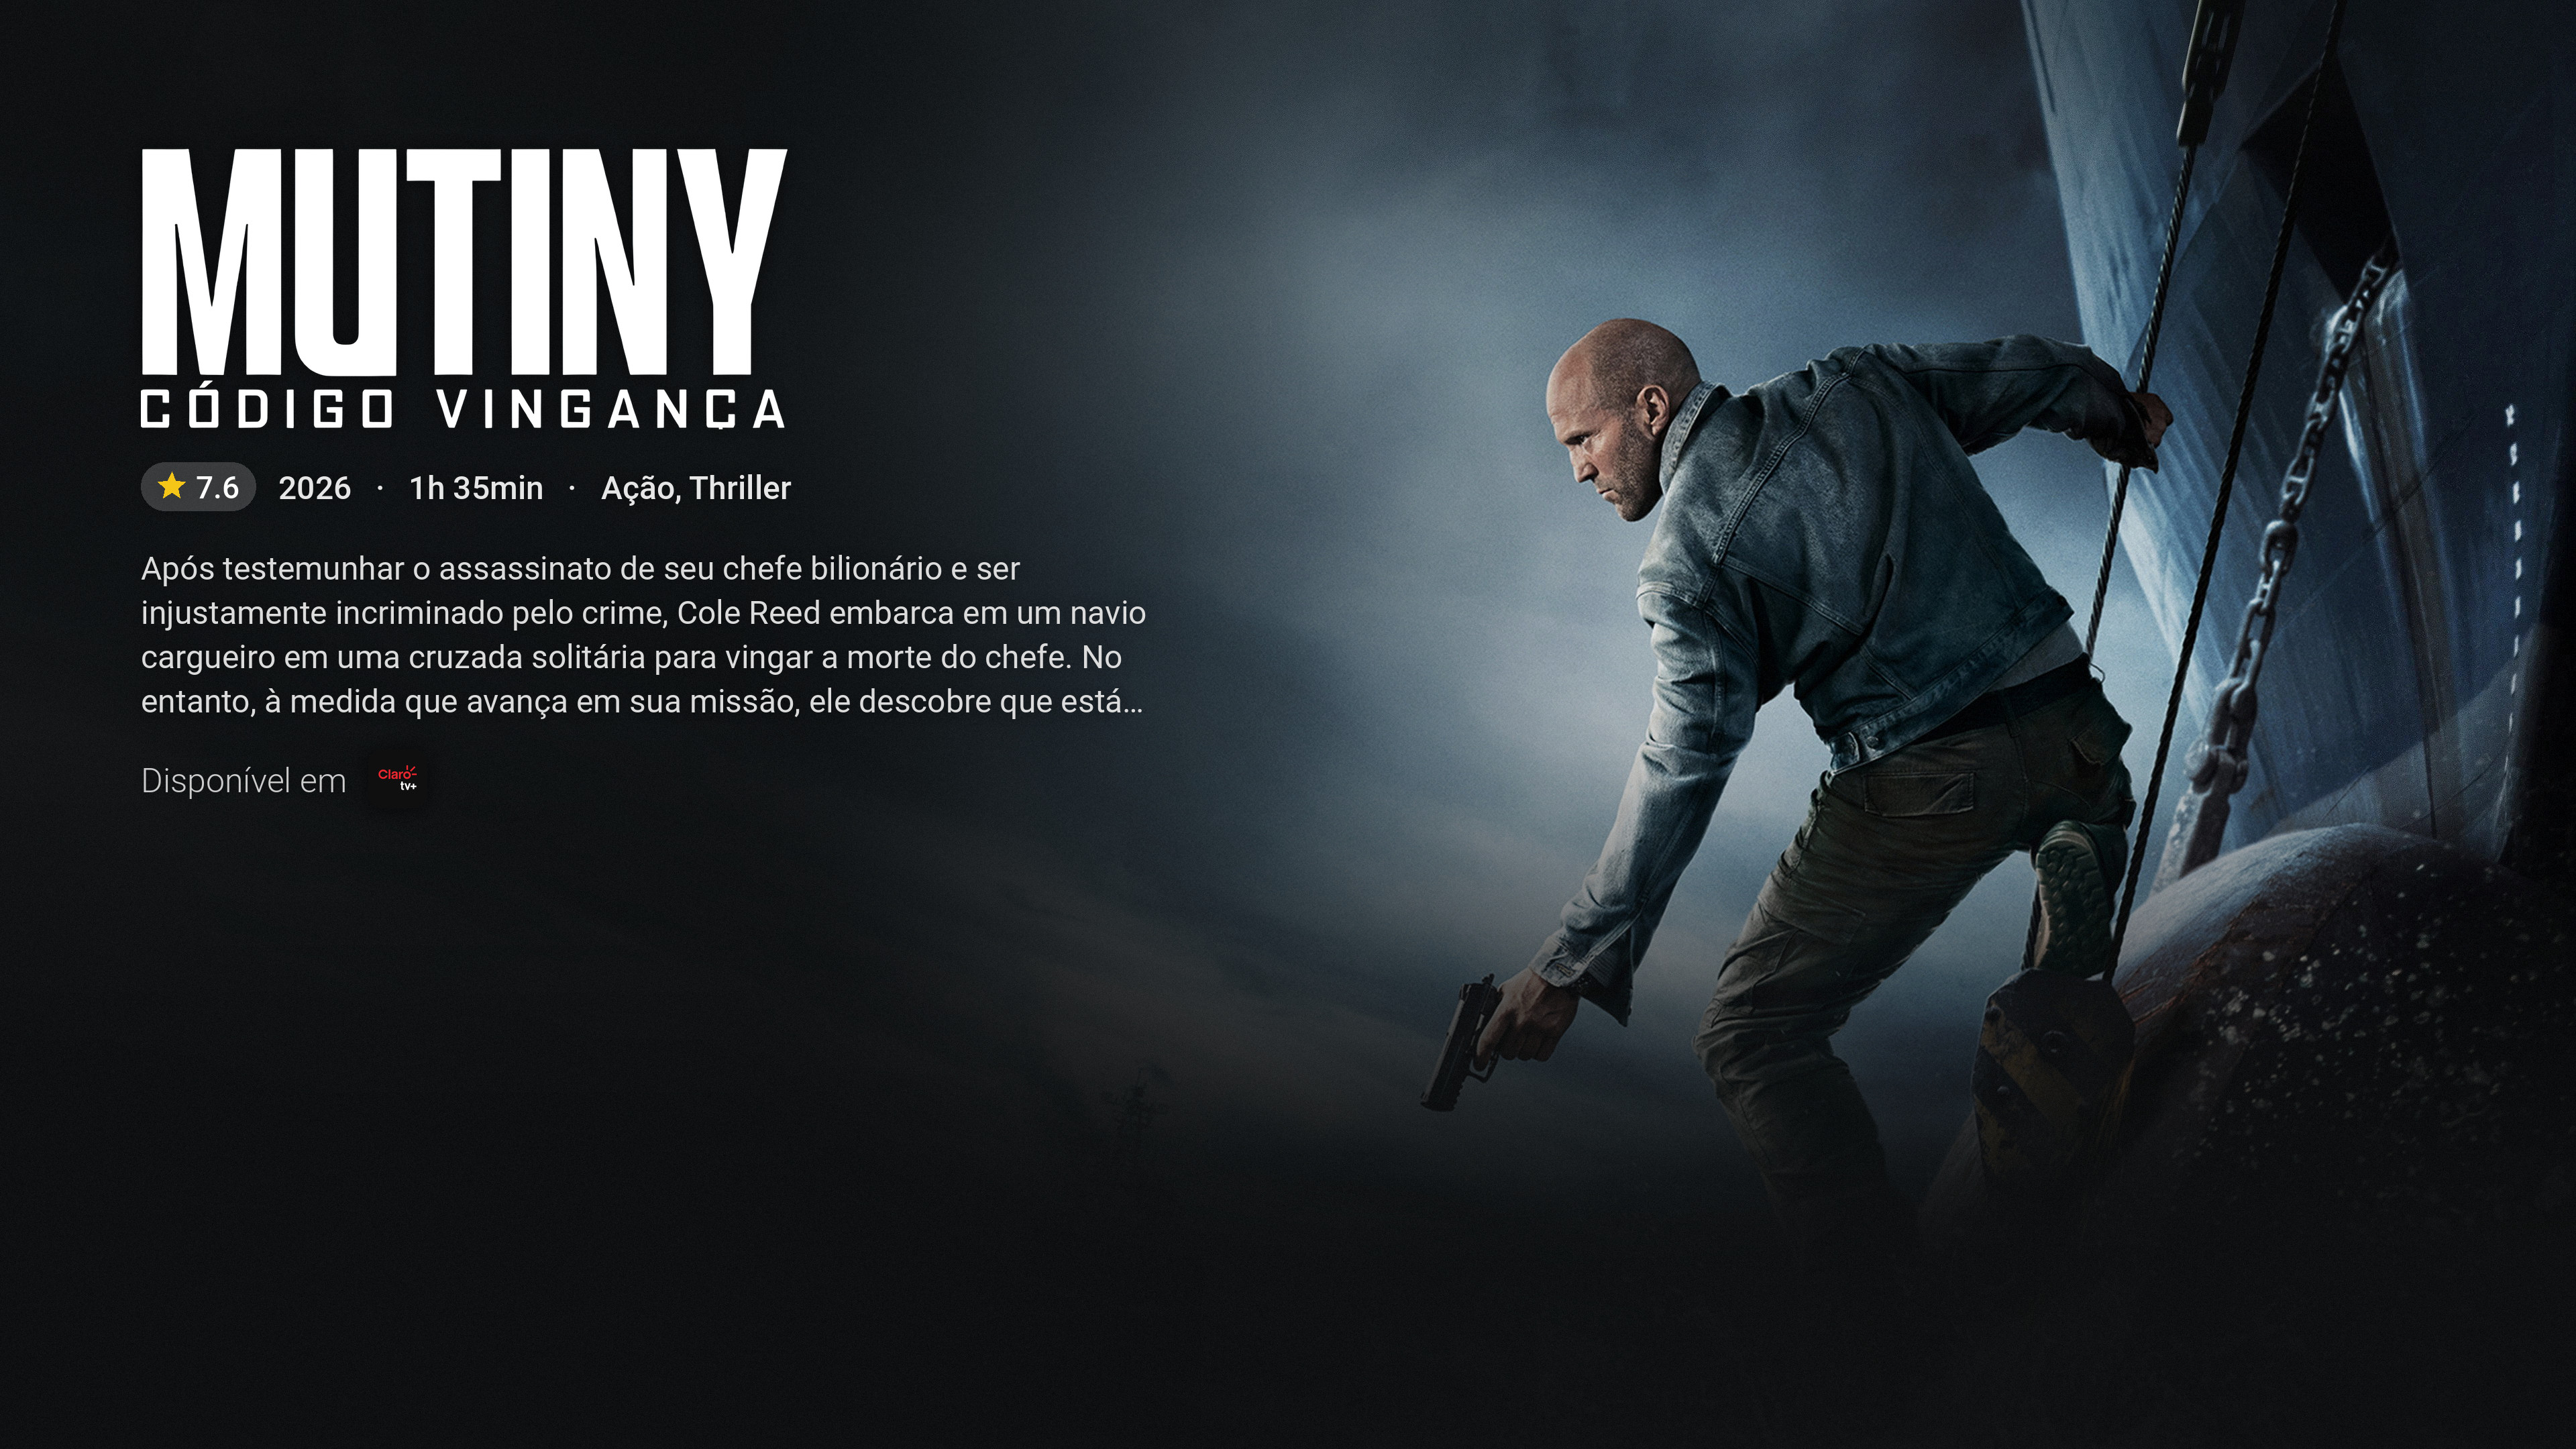 MUTINY
CÓDIGO VINGANÇA
7.6 2026 · 1h 35min · Ação, Thriller
Após testemunhar o assassinato de seu chefe bilionário e ser
injustamente incriminado pelo crime, Cole Reed embarca em um navio
cargueiro em uma cruzada solitária para vingar a morte do chefe. No
entanto, à medida que avança em sua missão, ele descobre que está...
Disponível em Claro
tv+